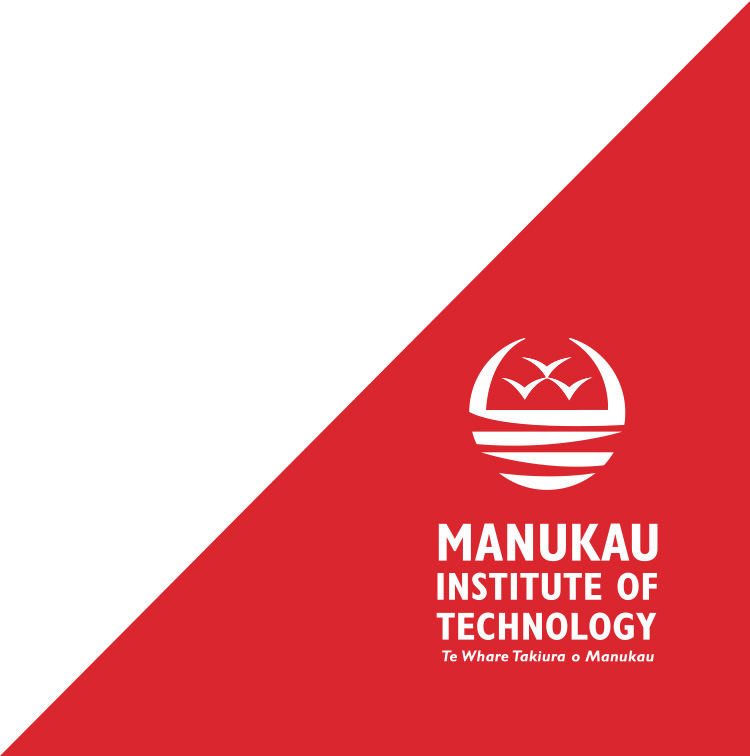 MANUKAU
INSTITUTE OF
TECHNOLOGY
Te Whare Takiura o Manukau